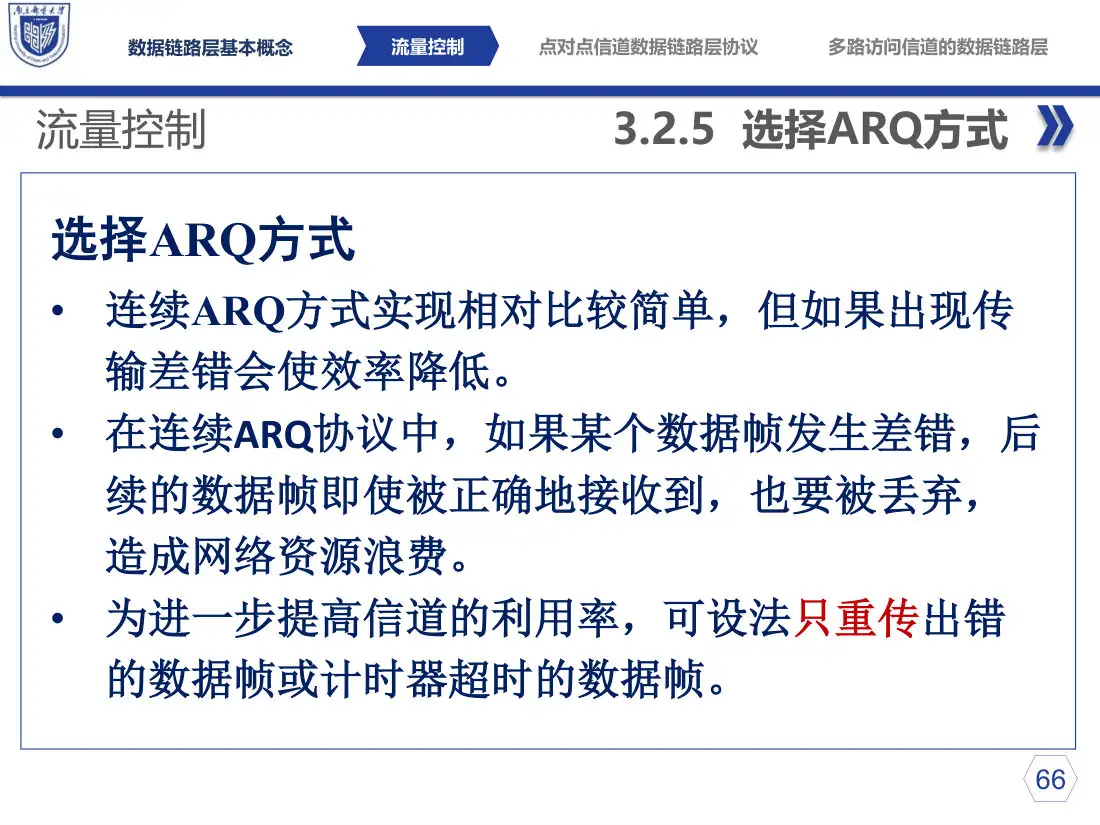 南京邮电大学
数据链路层基本概念
流量控制
点对点信道数据链路层协议
多路访问信道的数据链路层
流量控制
3.2.5 选择ARQ方式
选择ARQ方式
• 连续ARQ方式实现相对比较简单，但如果出现传
输差错会使效率降低。
• 在连续ARQ协议中，如果某个数据帧发生差错，后
续的数据帧即使被正确地接收到，也要被丢弃，
造成网络资源浪费。
• 为进一步提高信道的利用率，可设法只重传出错
的数据帧或计时器超时的数据帧。
66